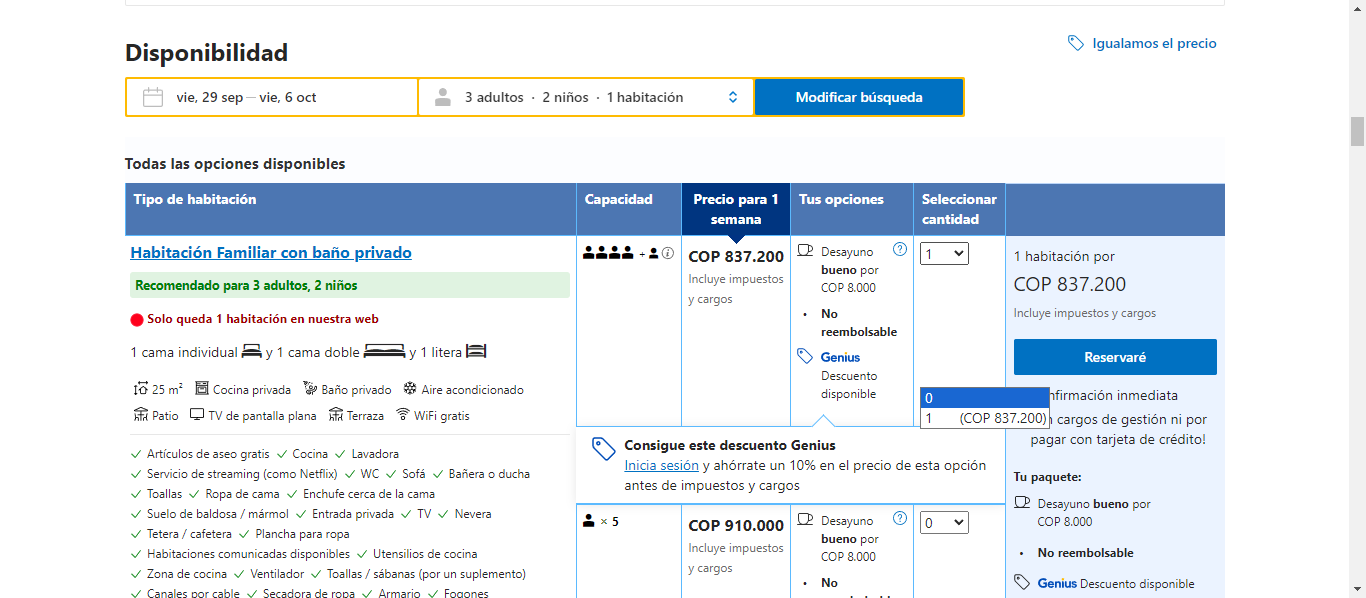 Disponibilidad
Igualamos el precio
vie, 29 sep — vie, 6 oct
3 adultos · 2 niños · 1 habitación
Modificar búsqueda
Todas las opciones disponibles
Tipo de habitación
Capacidad
Precio para 1
semana
Tus opciones
Seleccionar
cantidad
Habitación Familiar con baño privado
Recomendado para 3 adultos, 2 niños
Solo queda 1 habitación en nuestra web
1 cama individual y 1 cama doble y 1 litera
25 m² Cocina privada Baño privado Aire acondicionado
Patio TV de pantalla plana Terraza WiFi gratis
Artículos de aseo gratis Cocina Lavadora
Servicio de streaming (como Netflix) WC Sofá Bañera o ducha
Toallas Ropa de cama Enchufe cerca de la cama
Suelo de baldosa / mármol Entrada privada TV Nevera
Tetera / cafetera Plancha para ropa
Habitaciones comunicadas disponibles Utensilios de cocina
Zona de cocina Ventilador Toallas / sábanas (por un suplemento)
Canales por cable Secadora de ropa Armario Fogones
+
COP 837.200
Incluye impuestos
y cargos
Desayuno
bueno por
COP 8.000
• No
reembolsable
Genius
Descuento
disponible
1
0
1 (COP 837.200)
Consigue este descuento Genius
Inicia sesión y ahórrate un 10% en el precio de esta opción
antes de impuestos y cargos
× 5
COP 910.000
Incluye impuestos
y cargos
Desayuno
bueno por
COP 8.000
• No
0
1 habitación por
COP 837.200
Incluye impuestos y cargos
Reservaré
nfirmación inmediata
n cargos de gestión ni por
pagar con tarjeta de crédito!
Tu paquete:
Desayuno bueno por
COP 8.000
• No reembolsable
Genius Descuento disponible